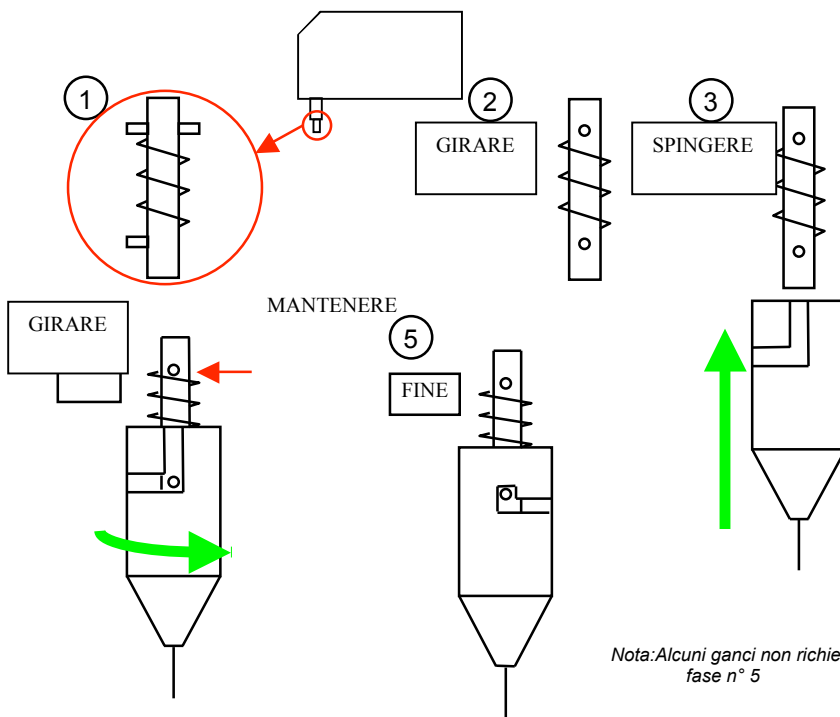 1
2
3
GIRARE
SPINGERE
GIRARE
MANTENERE
5
FINE
Nota:Alcuni ganci non richie
fase n° 5